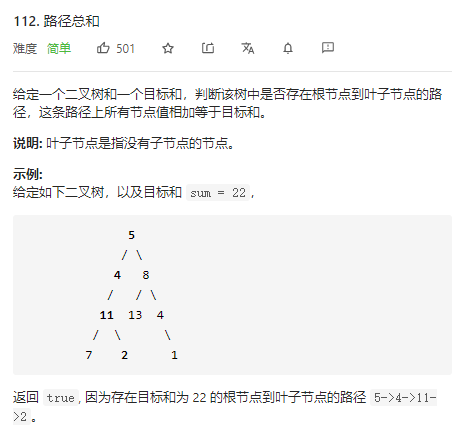 112. 路径总和
难度 简单 501
给定一个二叉树和一个目标和，判断该树中是否存在根节点到叶子节点的路
径，这条路径上所有节点值相加等于目标和。
说明: 叶子节点是指没有子节点的节点。
示例:
给定如下二叉树，以及目标和 sum = 22，
5
/ \
4 8
/ / \
11 13 4
/ \ \
7 2 1
返回 true, 因为存在目标和为 22 的根节点到叶子节点的路径 5->4->11-
>2。